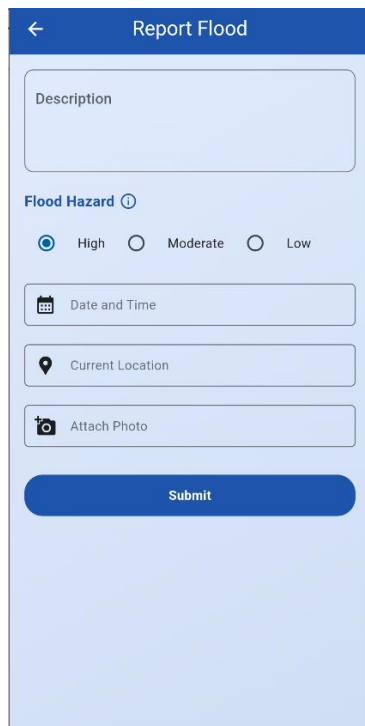 Report Flood
Description
Flood Hazard
High Moderate Low
Date and Time
Current Location
Attach Photo
Submit